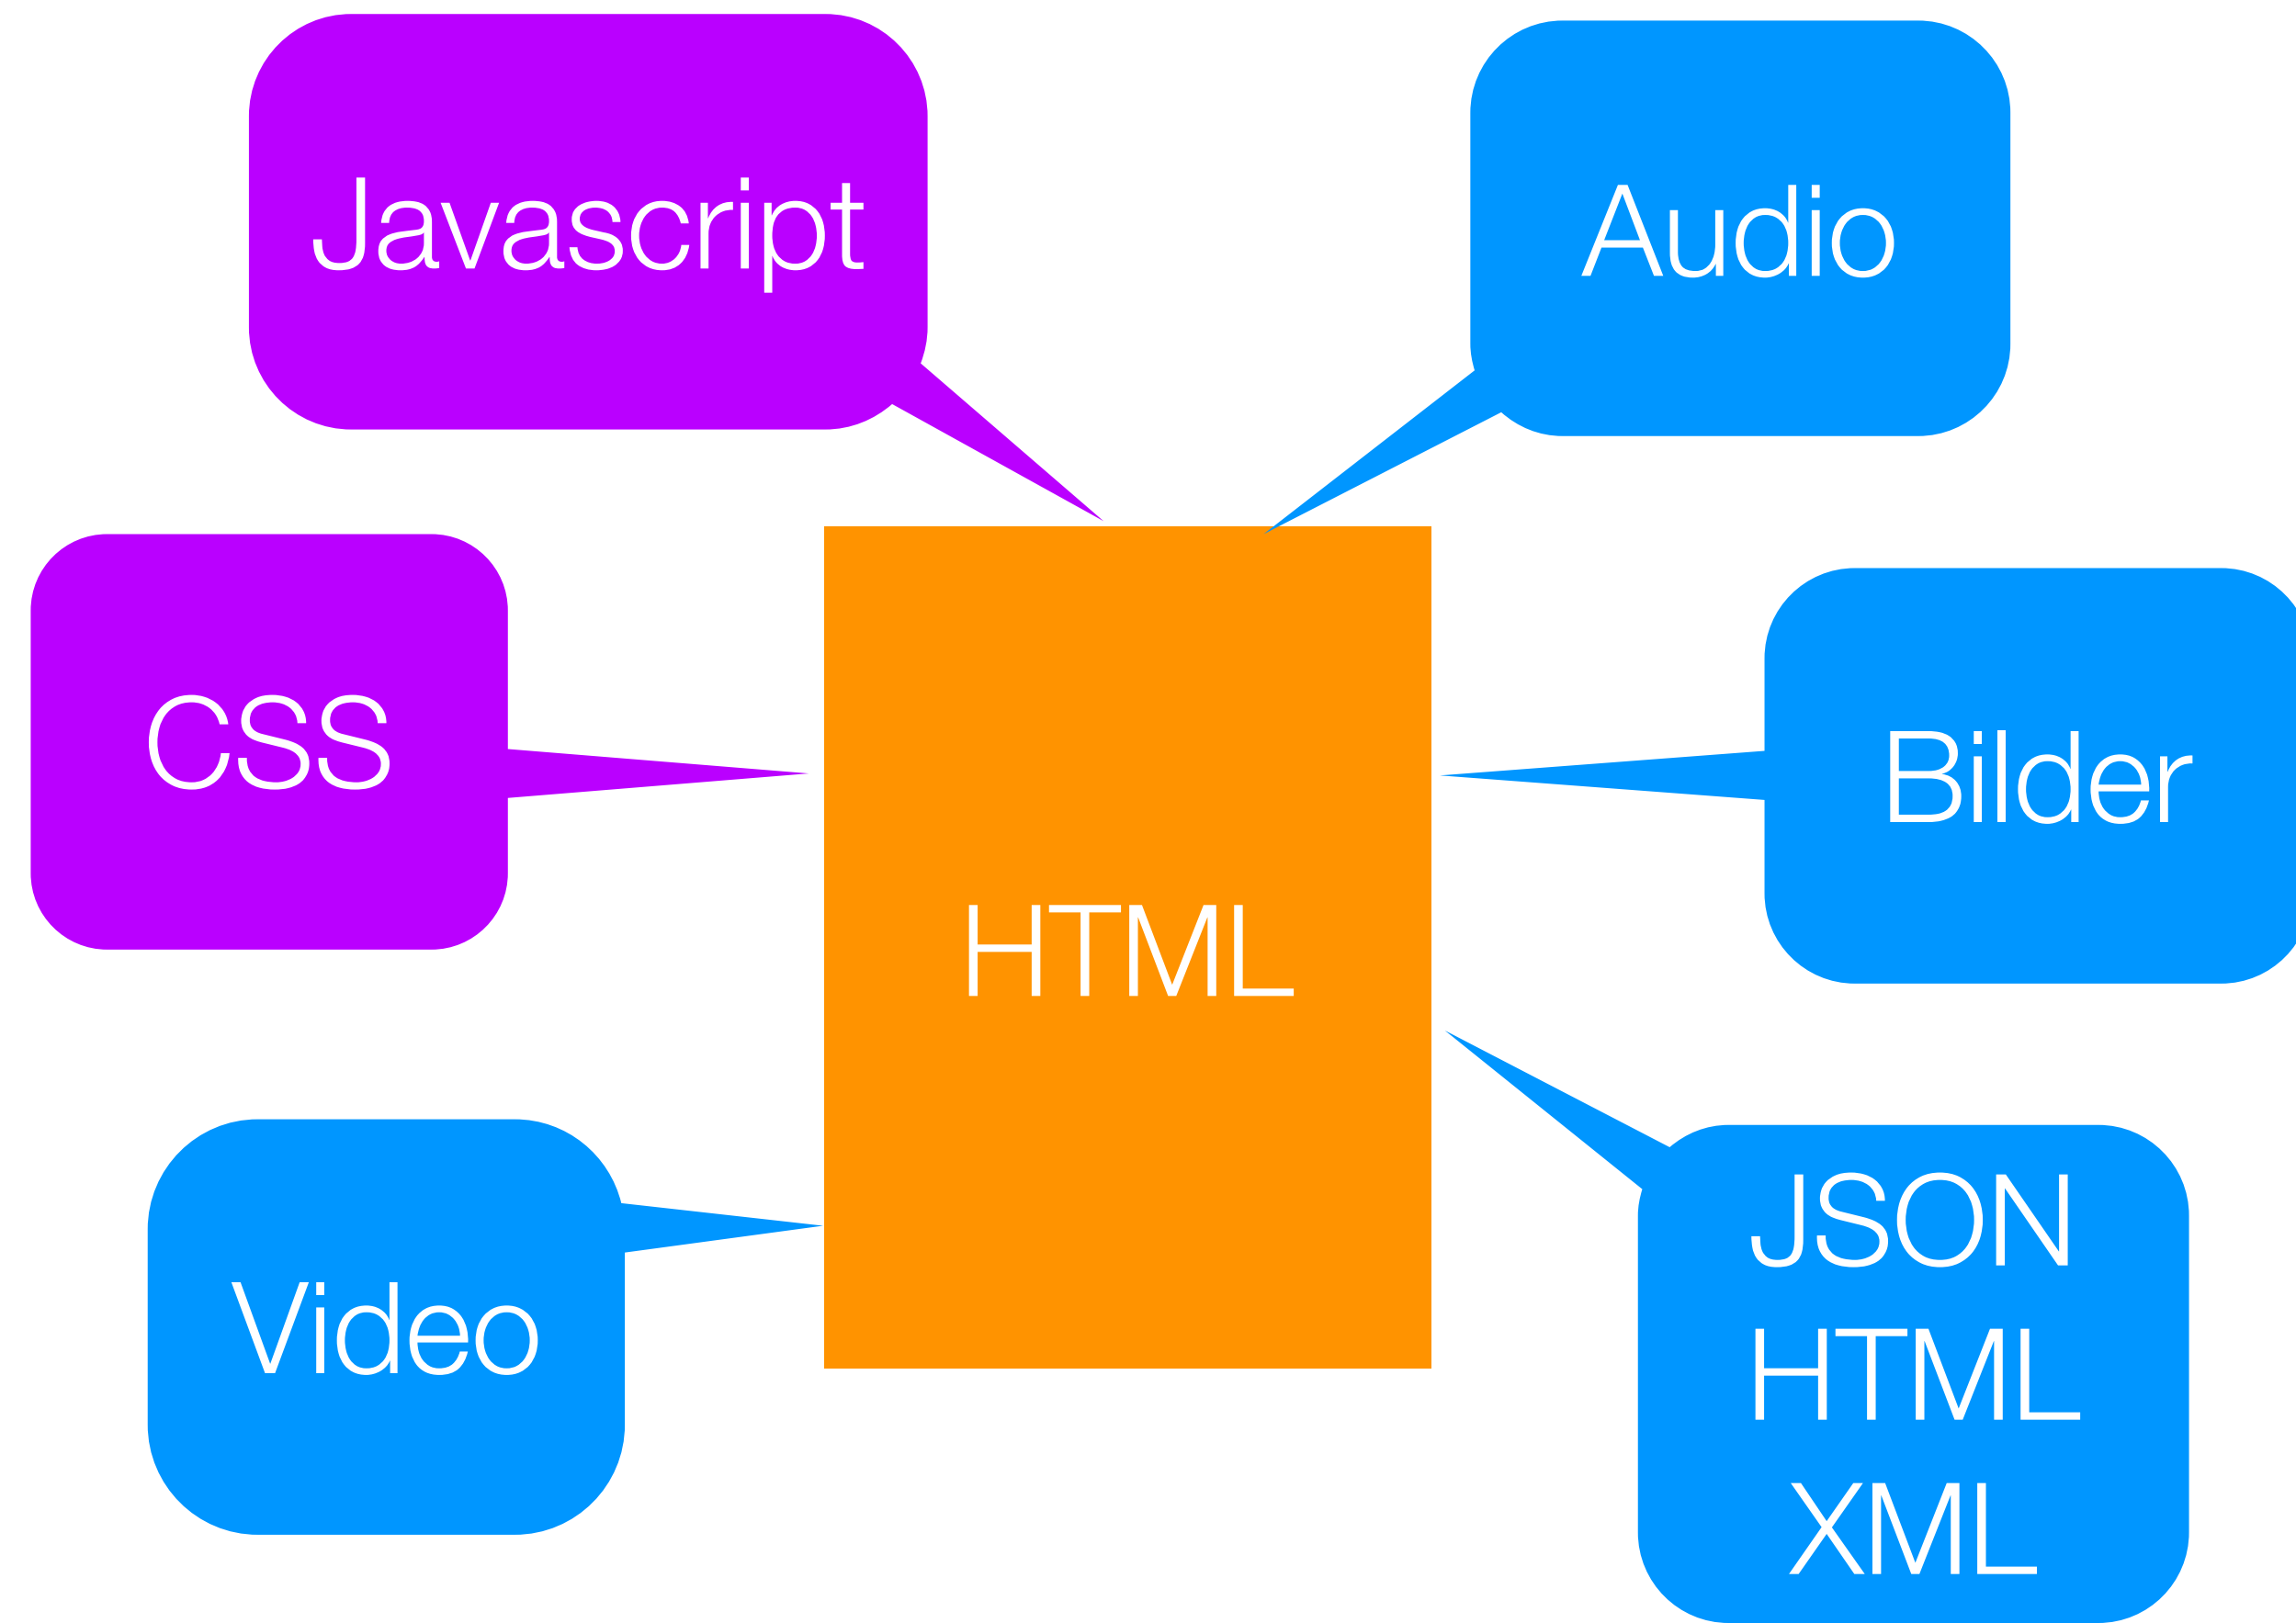 Javascript
Audio
CSS
Bilder
HTML
Video
JSON
HTML
XML